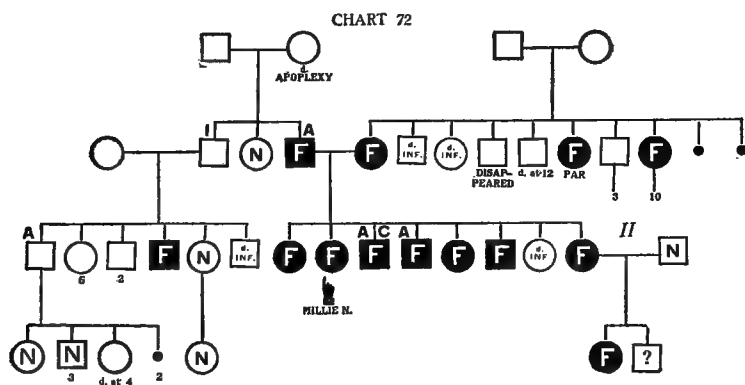 CHART 72
d.
APOPLEXY
I A
N F F d. INF. d. INF. F F
DISAP-
PEARED d. at 12 PAR 3 10
A A C A II
F N d. INF. F F F F F F d. INF. F N
6 2
MILLIE N.
N N N F ?
3 d. at 4 2